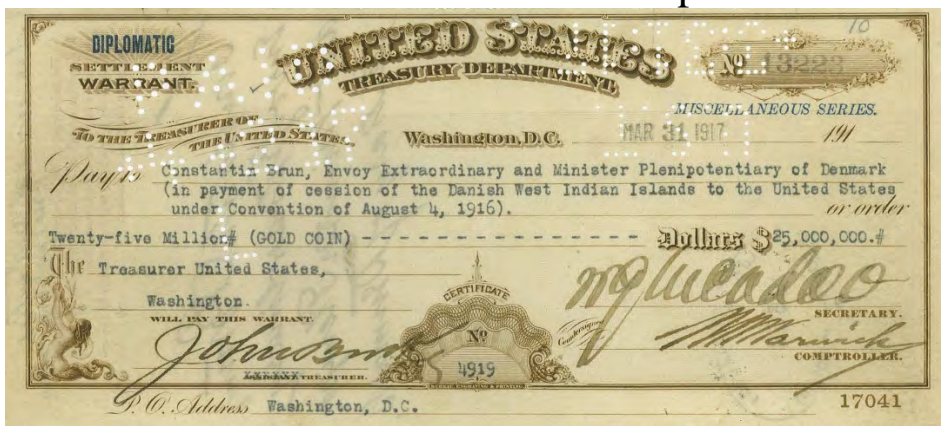 10
DIPLOMATIC
SETTLEMENT
WARRANT.
UNITED STATES
TREASURY DEPARTMENT,
Nº 13223
MISCELLANEOUS SERIES.
TO THE TREASURER OF
THE UNITED STATES.
Washington, D.C. MAR 31 1917 191
Pay to Constantin Brun, Envoy Extraordinary and Minister Plenipotentiary of Denmark
(in payment of cession of the Danish West Indian Islands to the United States
under Convention of August 4, 1916). or order
Twenty-five Million# (GOLD COIN) - - - - - - - - - - - - - - - - - Dollars $25,000,000.#
The Treasurer United States,
Washington.
WILL PAY THIS WARRANT.
CERTIFICATE
Nº
4919
W G McAdoo
SECRETARY.
Countersigned
COMPTROLLER.
John Burke
TREASURER.
P. O. Address Washington, D.C.
17041